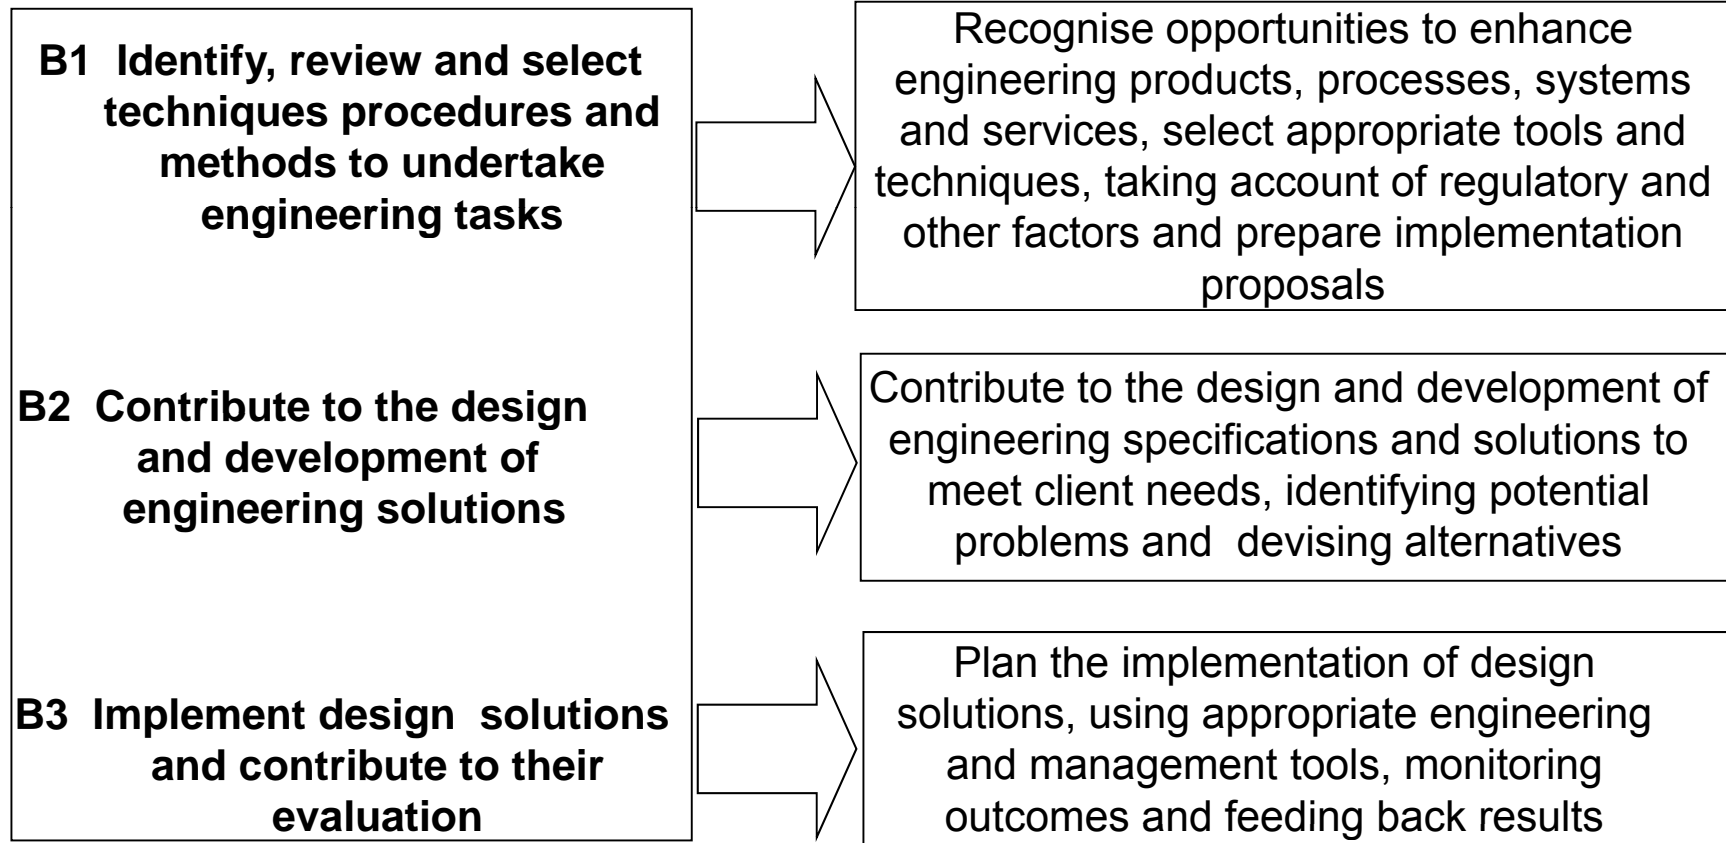 B1 Identify, review and select
techniques procedures and
methods to undertake
engineering tasks
Recognise opportunities to enhance
engineering products, processes, systems
and services, select appropriate tools and
techniques, taking account of regulatory and
other factors and prepare implementation
proposals
B2 Contribute to the design
and development of
engineering solutions
Contribute to the design and development of
engineering specifications and solutions to
meet client needs, identifying potential
problems and devising alternatives
B3 Implement design solutions
and contribute to their
evaluation
Plan the implementation of design
solutions, using appropriate engineering
and management tools, monitoring
outcomes and feeding back results